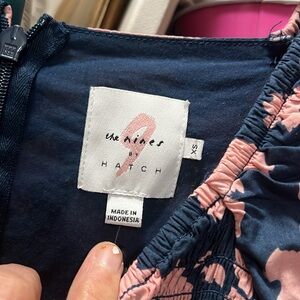 the nines
BY
HATCH
XS
MADE IN
INDONESIA